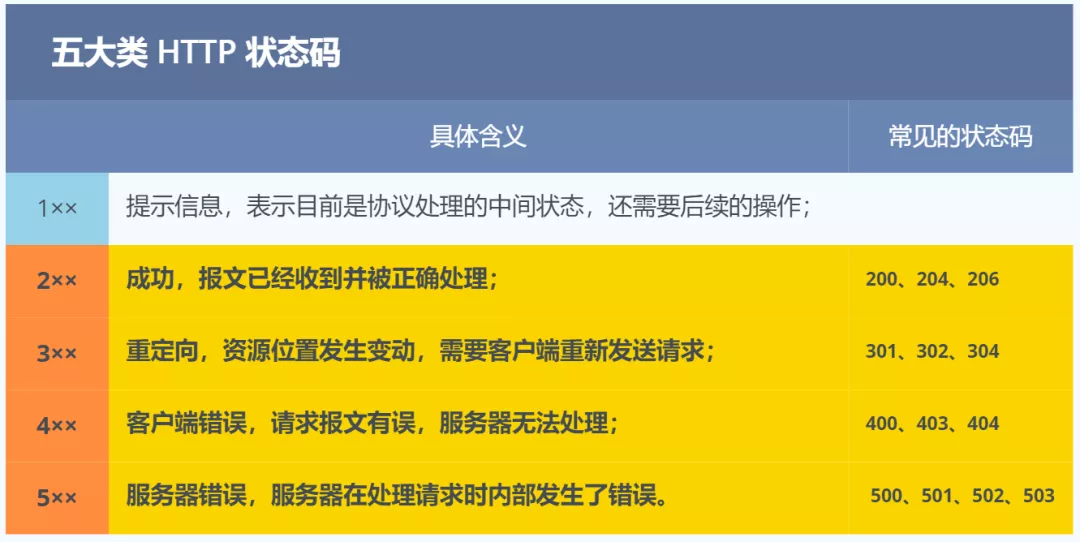 五大类 HTTP 状态码
具体含义 常见的状态码
1×× 提示信息，表示目前是协议处理的中间状态，还需要后续的操作；
2×× 成功，报文已经收到并被正确处理； 200、204、206
3×× 重定向，资源位置发生变动，需要客户端重新发送请求； 301、302、304
4×× 客户端错误，请求报文有误，服务器无法处理； 400、403、404
5×× 服务器错误，服务器在处理请求时内部发生了错误。 500、501、502、503